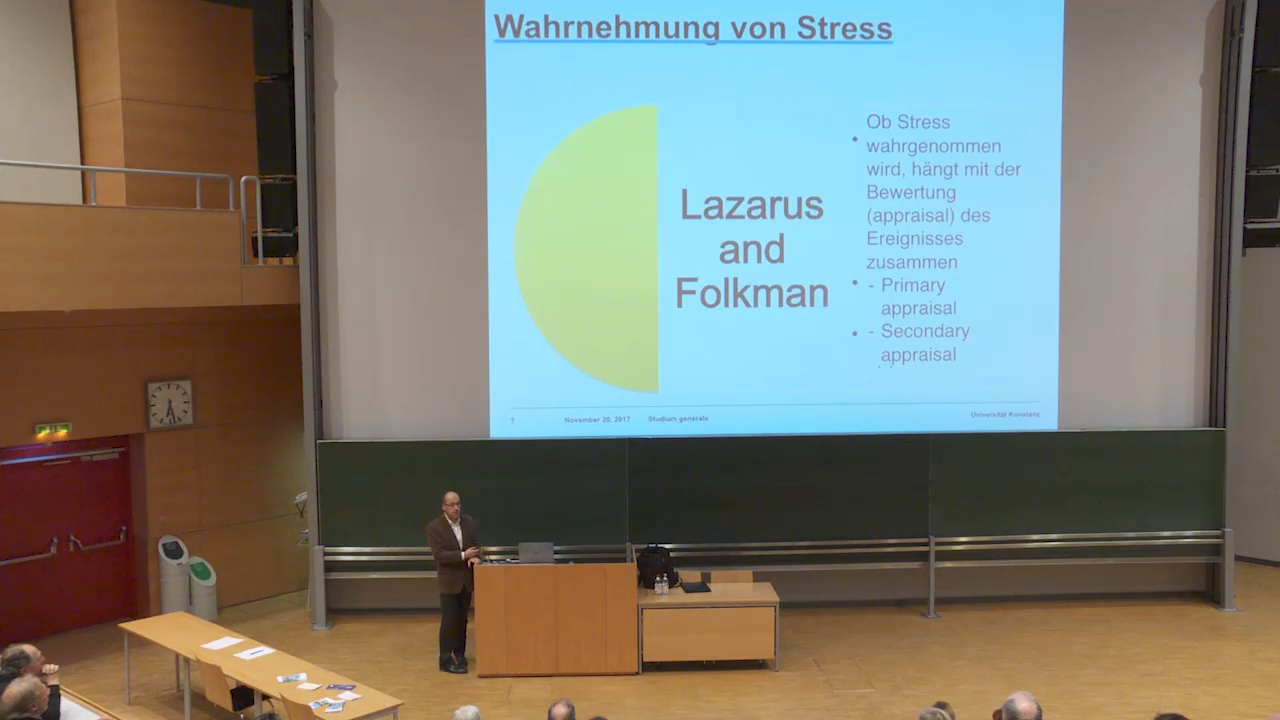 Wahrnehmung von Stress
Lazarus
and
Folkman
• Ob Stress
wahrgenommen
wird, hängt mit der
Bewertung
(appraisal) des
Ereignisses
zusammen
• - Primary
appraisal
• - Secondary
appraisal
7 November 20, 2017 Studium generale Universität Konstanz